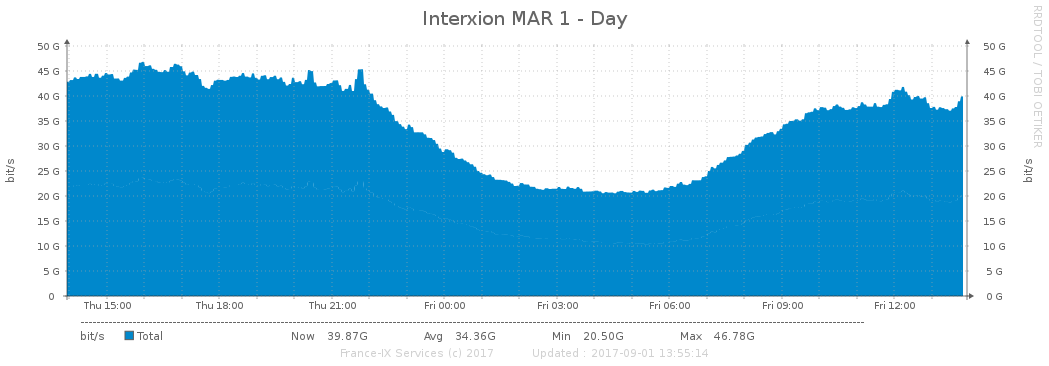 Interxion MAR 1 - Day
RRDTOOL / TOBI OETIKER
bit/s
bit/s
50 G 50 G
45 G 45 G
40 G 40 G
35 G 35 G
30 G 30 G
25 G 25 G
20 G 20 G
15 G 15 G
10 G 10 G
5 G 5 G
0 0 G
Thu 15:00 Thu 18:00 Thu 21:00 Fri 00:00 Fri 03:00 Fri 06:00 Fri 09:00 Fri 12:00
bit/s Total Now 39.87G Avg 34.36G Min 20.50G Max 46.78G
France-IX Services (c) 2017 Updated : 2017-09-01 13:55:14